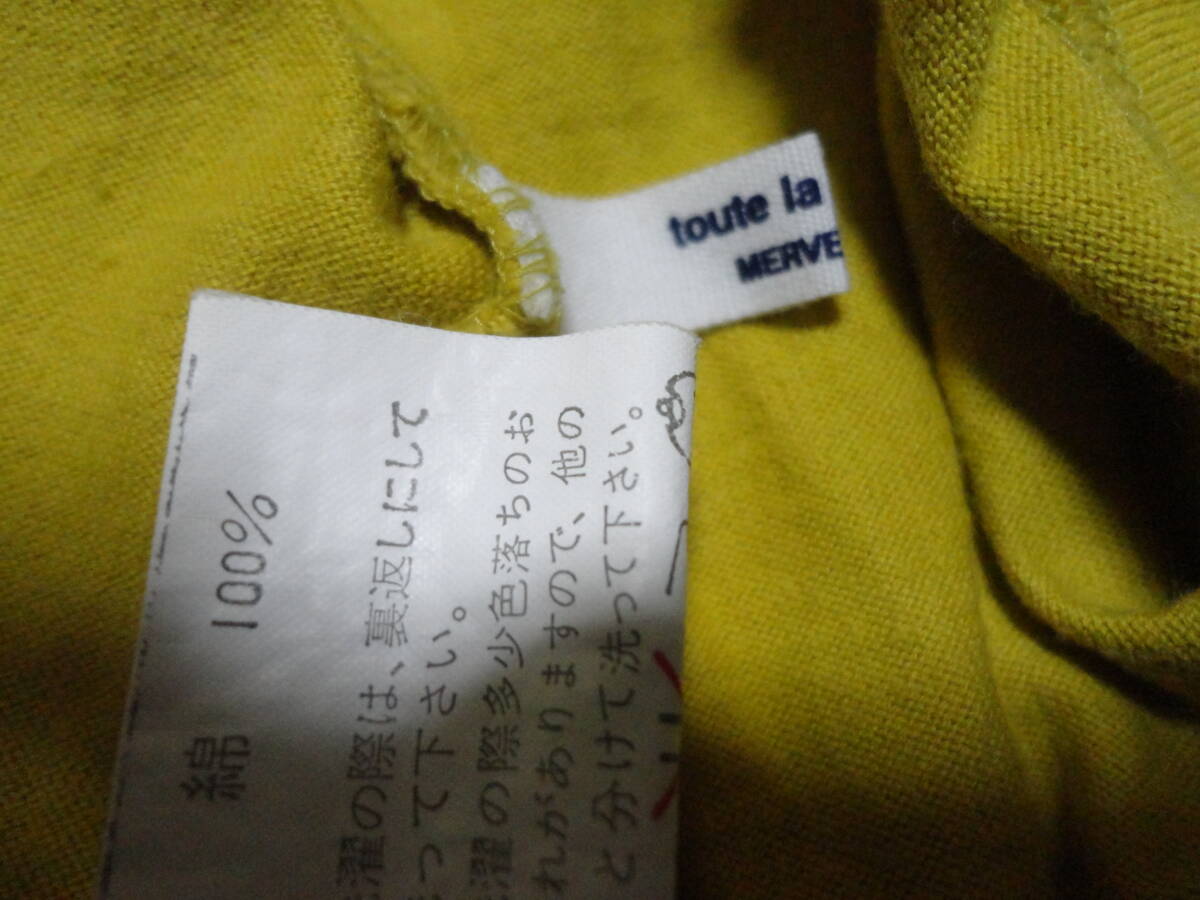 toute la
MERVE
綿 100%
濯の際は、裏返しにして
って下さい。
濯の際多少色落ちのお
れがありますので、他の
と分けて洗って下さい。